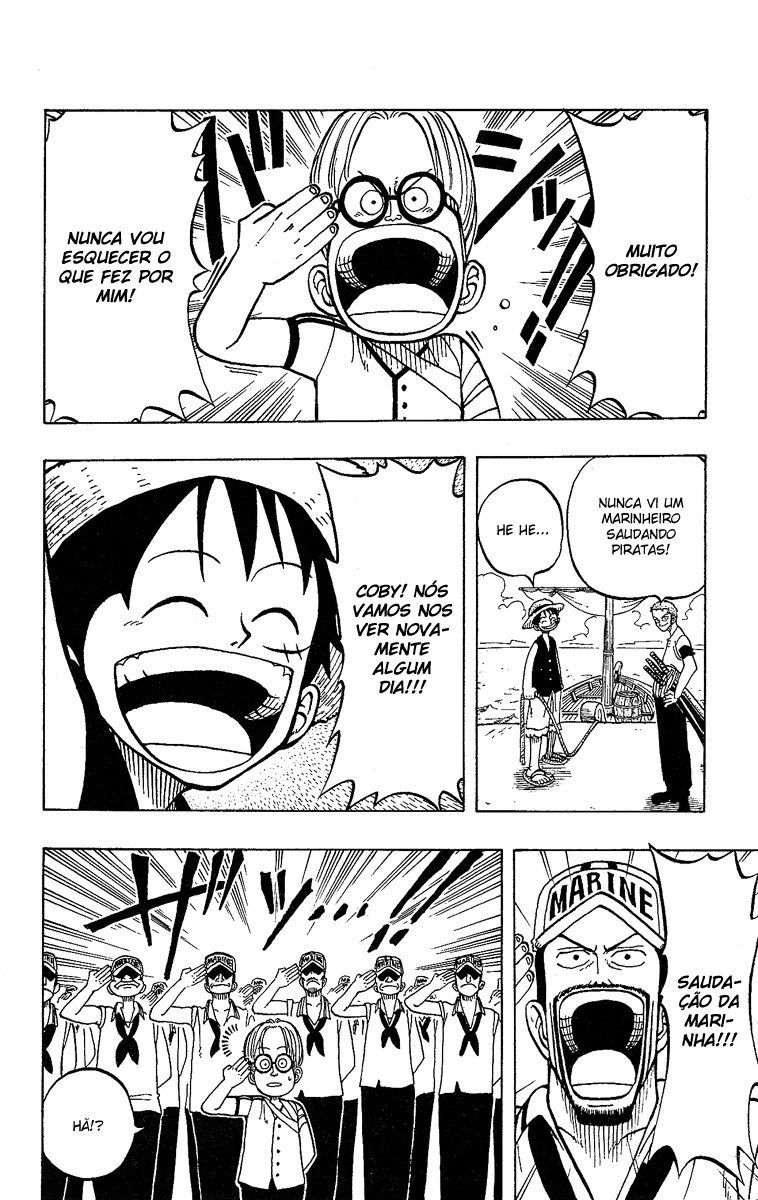 MUITO
OBRIGADO!
NUNCA VOU
ESQUECER O
QUE FEZ POR
MIM!
NUNCA VI UM
MARINHEIRO
SAUDANDO
PIRATAS!
HE HE...
COBY! NÓS
VAMOS NOS
VER NOVA-
MENTE
ALGUM
DIA!!!
MARINE
SAUDA-
ÇÃO DA
MARI-
NHA!!!
MARINE
HÃ!?